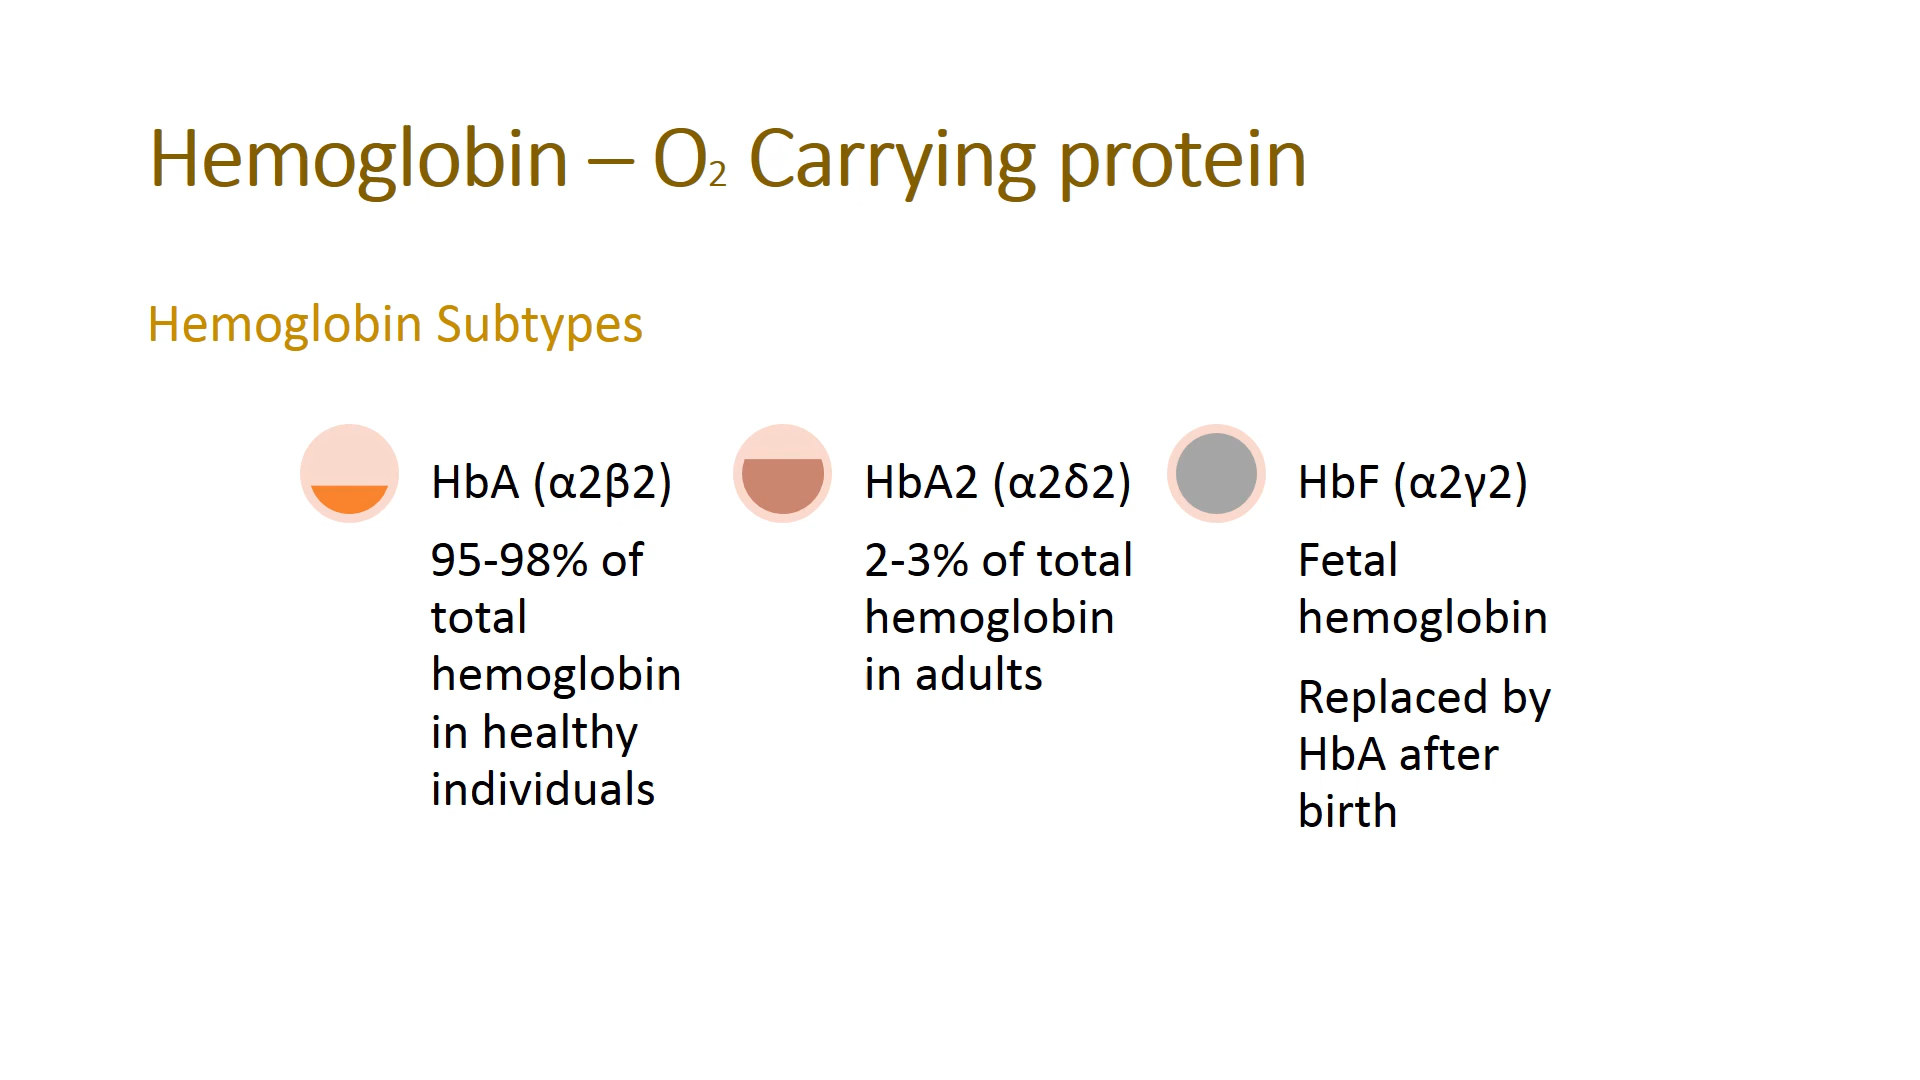 Hemoglobin – O₂ Carrying protein
Hemoglobin Subtypes
HbA (α2β2)
95-98% of
total
hemoglobin
in healthy
individuals
HbA2 (α2δ2)
2-3% of total
hemoglobin
in adults
HbF (α2γ2)
Fetal
hemoglobin
Replaced by
HbA after
birth